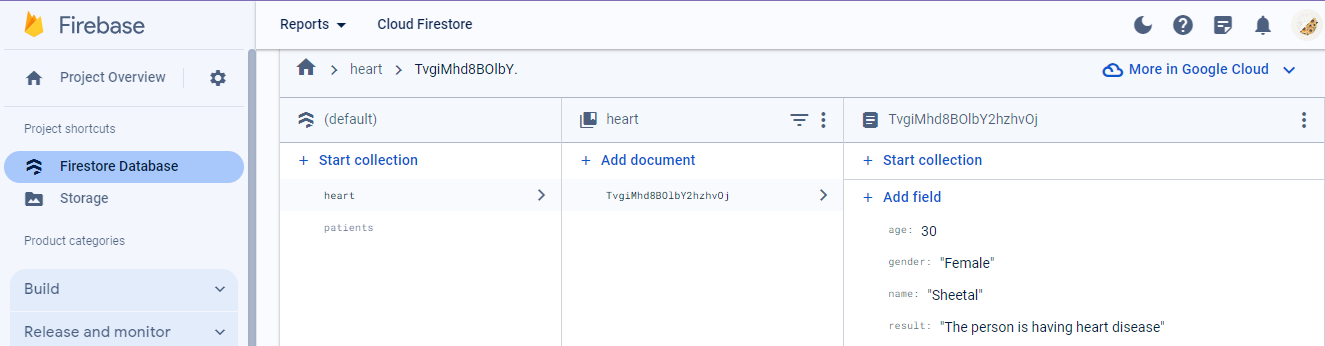 Firebase
Reports
Cloud Firestore
Project Overview
heart
TvgiMhd8BOlbY.
More in Google Cloud
Project shortcuts
Firestore Database
Storage
Product categories
Build
Release and monitor
(default)
Start collection
heart
patients
heart
Add document
TvgiMhd8BOlbY2hzhvOj
TvgiMhd8BOlbY2hzhvOj
Start collection
Add field
age: 30
gender: "Female"
name: "Sheetal"
result: "The person is having heart disease"